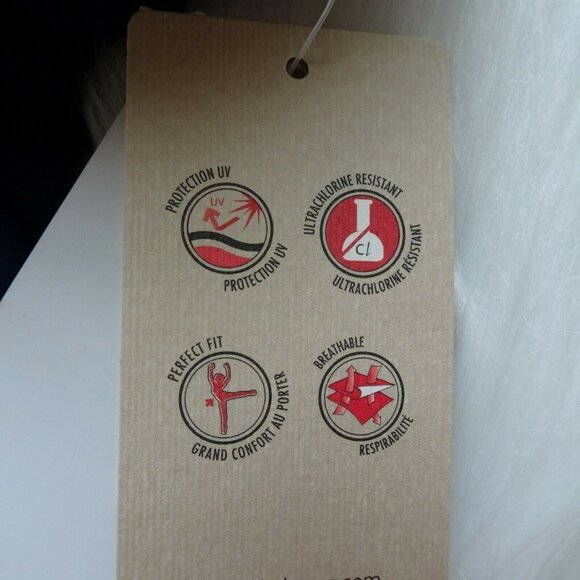 PROTECTION UV
UV
PROTECTION UV
ULTRACHLORINE RESISTANT
Cl
ULTRACHLORINE RÉSISTANT
PERFECT FIT
GRAND CONFORT AU PORTER
BREATHABLE
RESPIRABILITÉ